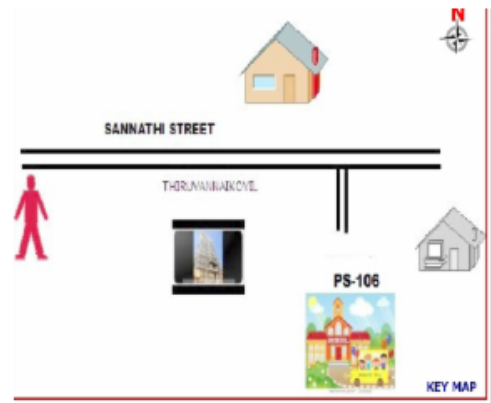 N
SANNATHI STREET
THIRUVANNAIKOVIL
PS-106
KEY MAP